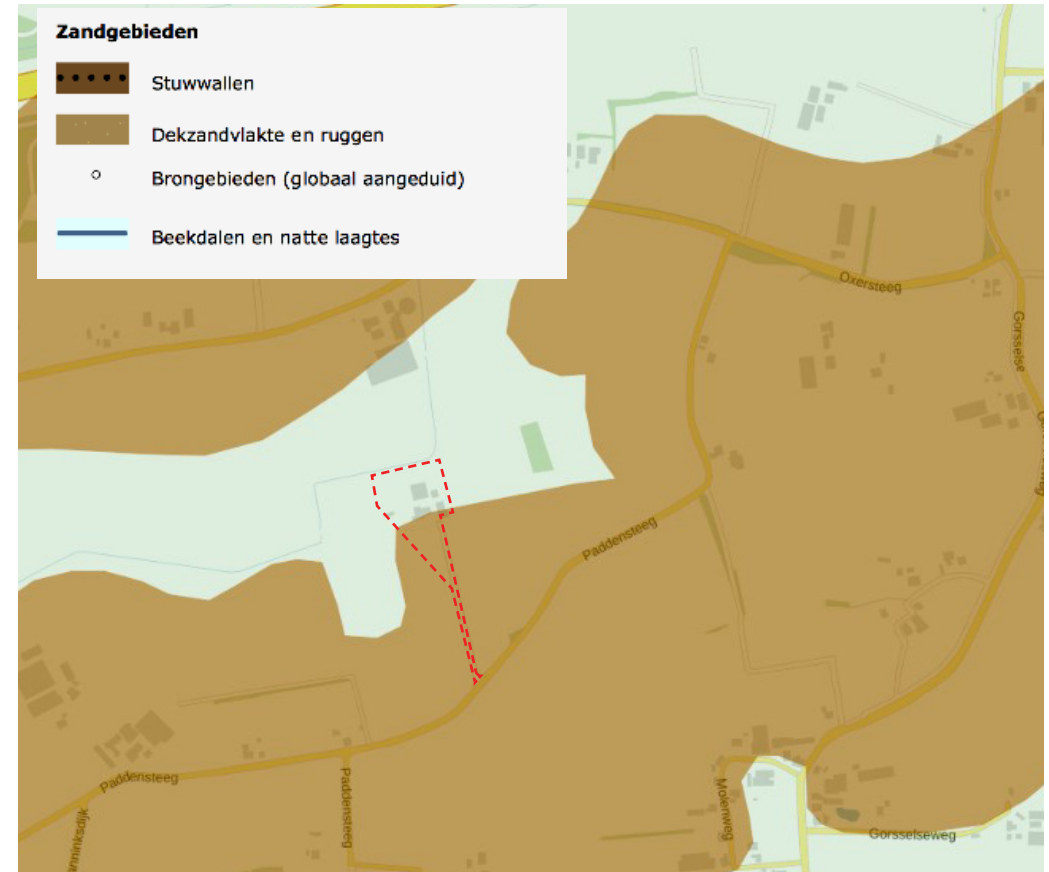 Zandgebieden
Stuwwallen
Dekzandvlakte en ruggen
Brongebieden (globaal aangeduid)
Beekdalen en natte laagtes
Oxersteeg
Gorsselse
Paddensteeg
Paddensteeg
Paddensteeg
Molenweg
Gorsselseweg